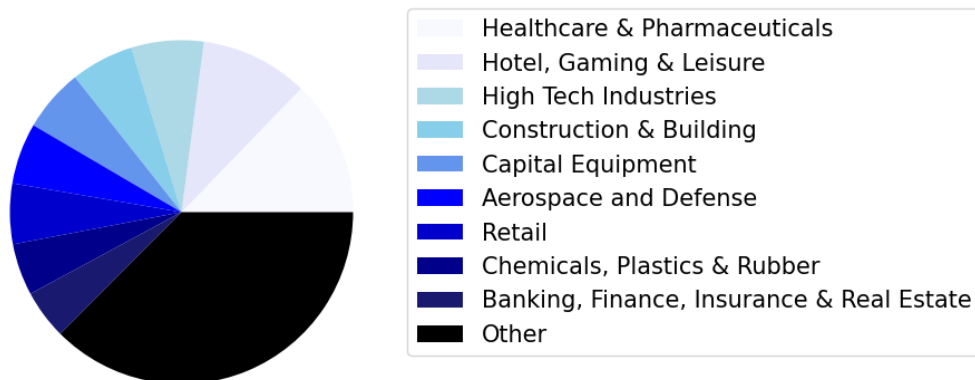 Healthcare & Pharmaceuticals
Hotel, Gaming & Leisure
High Tech Industries
Construction & Building
Capital Equipment
Aerospace and Defense
Retail
Chemicals, Plastics & Rubber
Banking, Finance, Insurance & Real Estate
Other